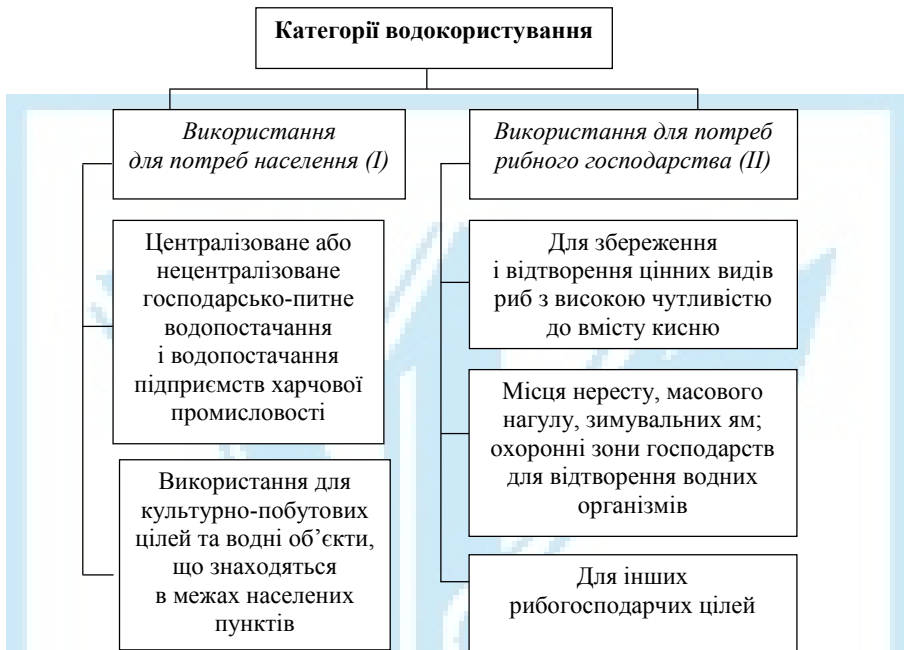 Категорії водокористування
Використання
для потреб населення (I)
Централізоване або
нецентралізоване
господарсько-питне
водопостачання
і водопостачання
підприємств харчової
промисловості
Використання для
культурно-побутових
цілей та водні об’єкти,
що знаходяться
в межах населених
пунктів
Використання для потреб
рибного господарства (II)
Для збереження
і відтворення цінних видів
риб з високою чутливістю
до вмісту кисню
Місця нересту, масового
нагулу, зимувальних ям;
охоронні зони господарств
для відтворення водних
організмів
Для інших
рибогосподарчих цілей